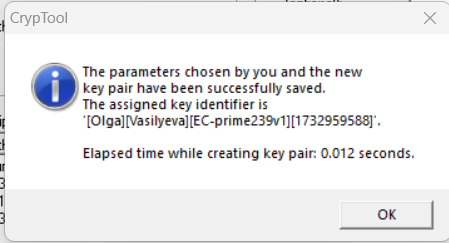 CrypTool
The parameters chosen by you and the new
key pair have been successfully saved.
The assigned key identifier is
'[Olga][Vasilyeva][EC-prime239v1][1732959588]'.
Elapsed time while creating key pair: 0.012 seconds.
OK